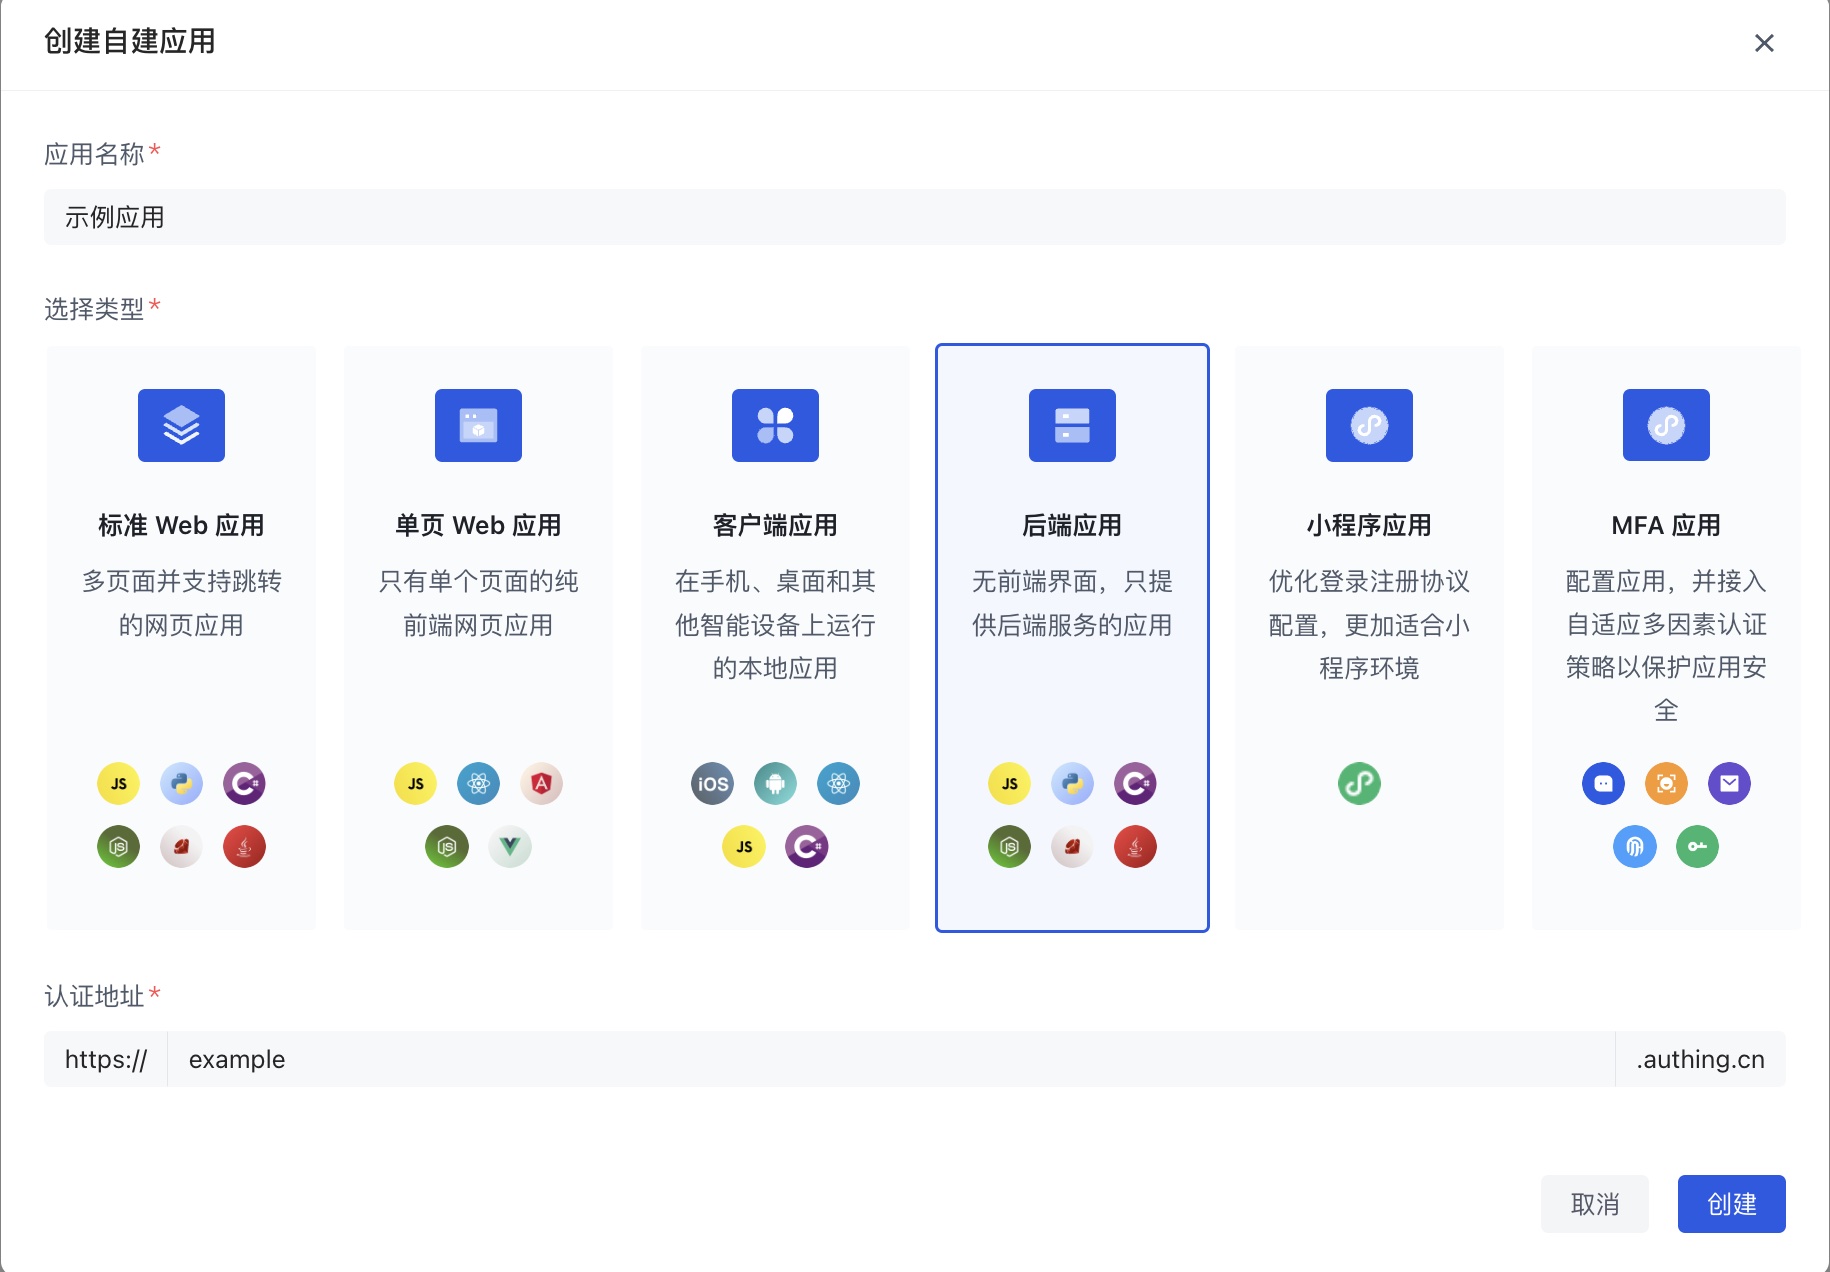 创建自建应用
应用名称*
示例应用
选择类型*
标准 Web 应用
多页面并支持跳转
的网页应用
JS
C#
JS
单页 Web 应用
只有单个页面的纯
前端网页应用
JS
A
JS
客户端应用
在手机、桌面和其
他智能设备上运行
的本地应用
iOS
JS
C#
后端应用
无前端界面，只提
供后端服务的应用
JS
C#
JS
小程序应用
优化登录注册协议
配置，更加适合小
程序环境
MFA 应用
配置应用，并接入
自适应多因素认证
策略以保护应用安
全
认证地址*
https://
example
.authing.cn
取消
创建